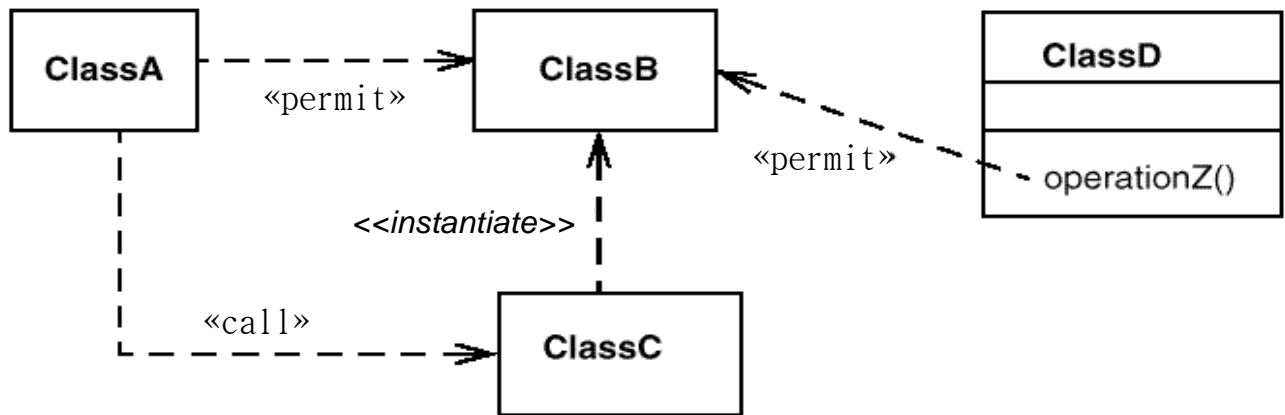 ClassA
«permit»
ClassB
ClassD
«permit»
operationZ()
<<instantiate>>
«call»
ClassC